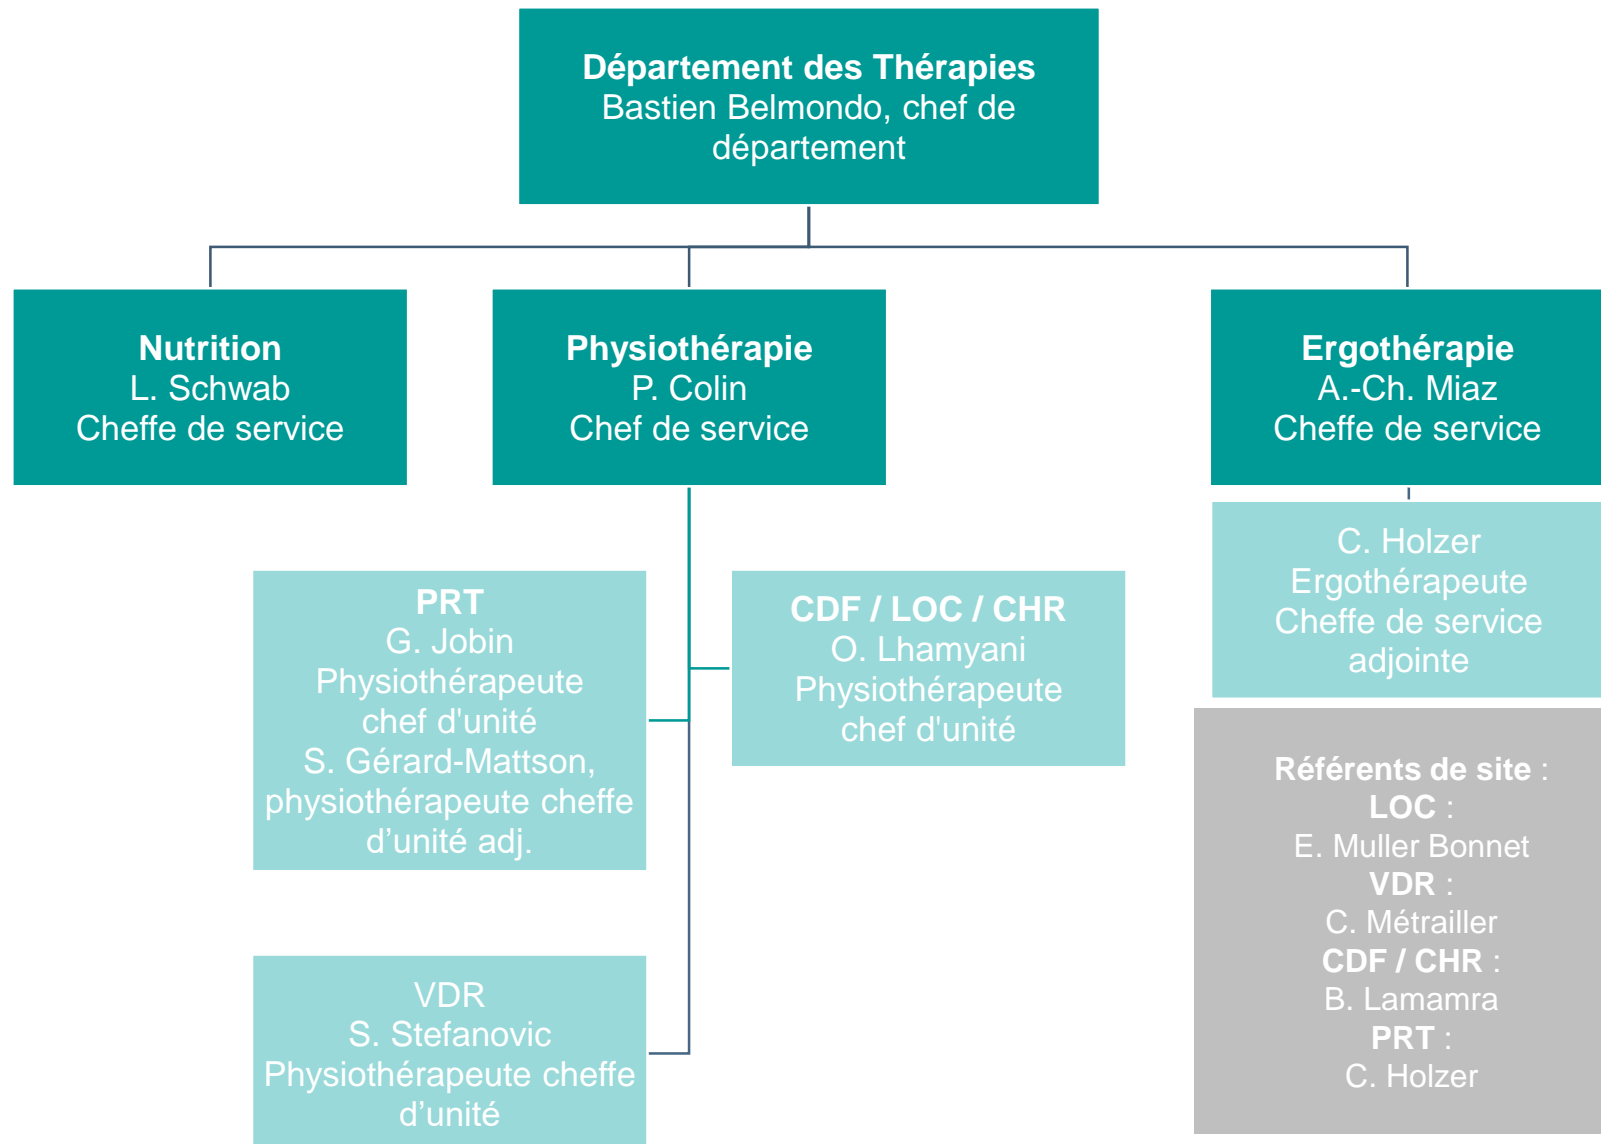 Département des Thérapies
Bastien Belmondo, chef de
département
Nutrition
L. Schwab
Cheffe de service
Physiothérapie
P. Colin
Chef de service
Ergothérapie
A.-Ch. Miaz
Cheffe de service
PRT
G. Jobin
Physiothérapeute
chef d'unité
S. Gérard-Mattson,
physiothérapeute cheffe
d’unité adj.
CDF / LOC / CHR
O. Lhamyani
Physiothérapeute
chef d'unité
C. Holzer
Ergothérapeute
Cheffe de service
adjointe
VDR
S. Stefanovic
Physiothérapeute cheffe
d’unité
Référents de site :
LOC :
E. Muller Bonnet
VDR :
C. Métrailler
CDF / CHR :
B. Lamamra
PRT :
C. Holzer